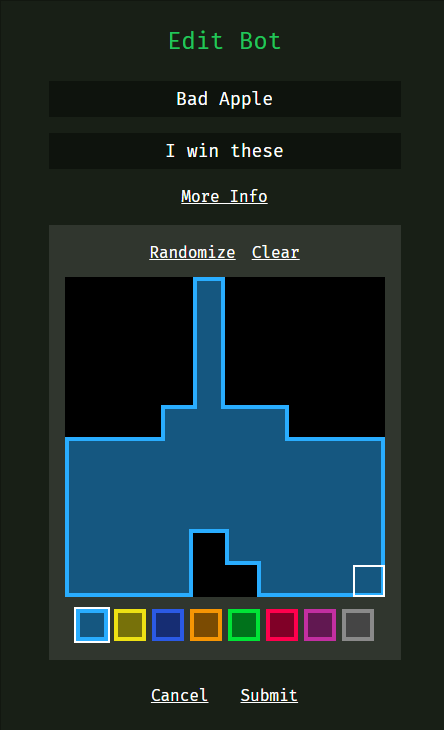 Edit Bot
Bad Apple
I win these
More Info
Randomize Clear
Cancel Submit